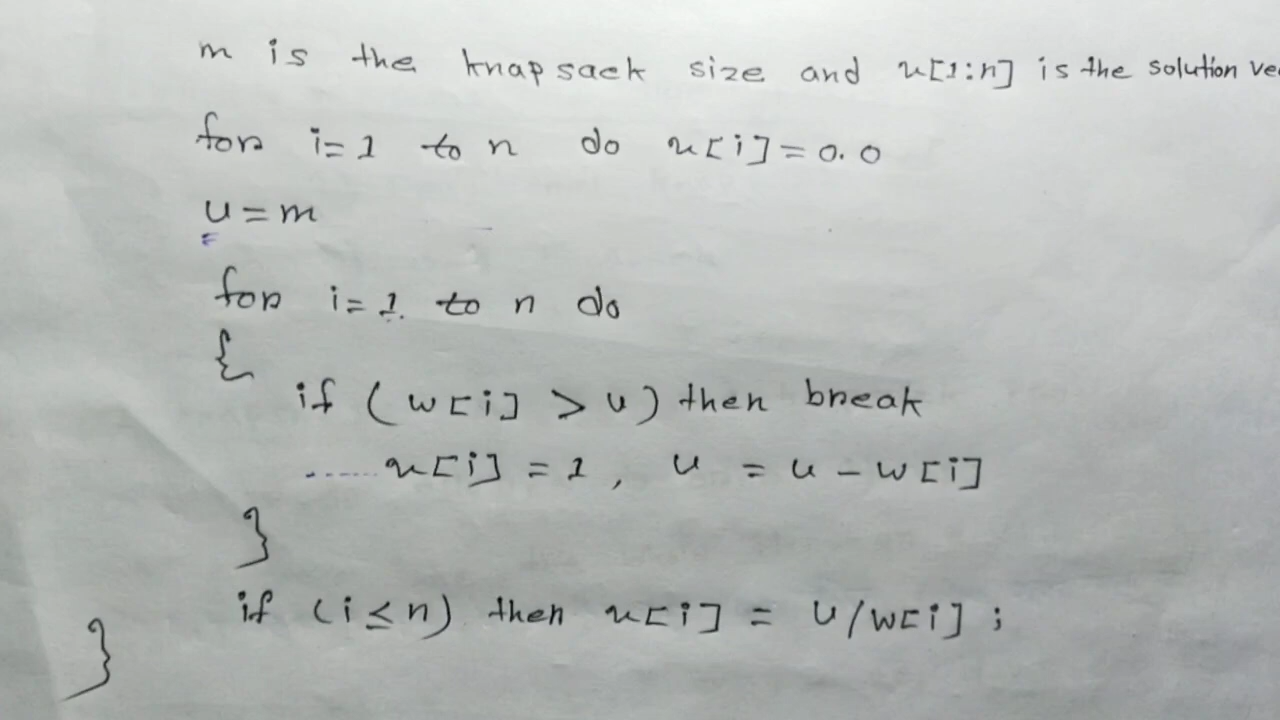 m is the knapsack size and x[1:n] is the solution
for i=1 to n do x[i]=0.0
u=m
for i=1 to n do
{
if (w[i] > u) then break
x[i] = 1, u = u - w[i]
}
if (i≤n) then x[i] = u/w[i];
}